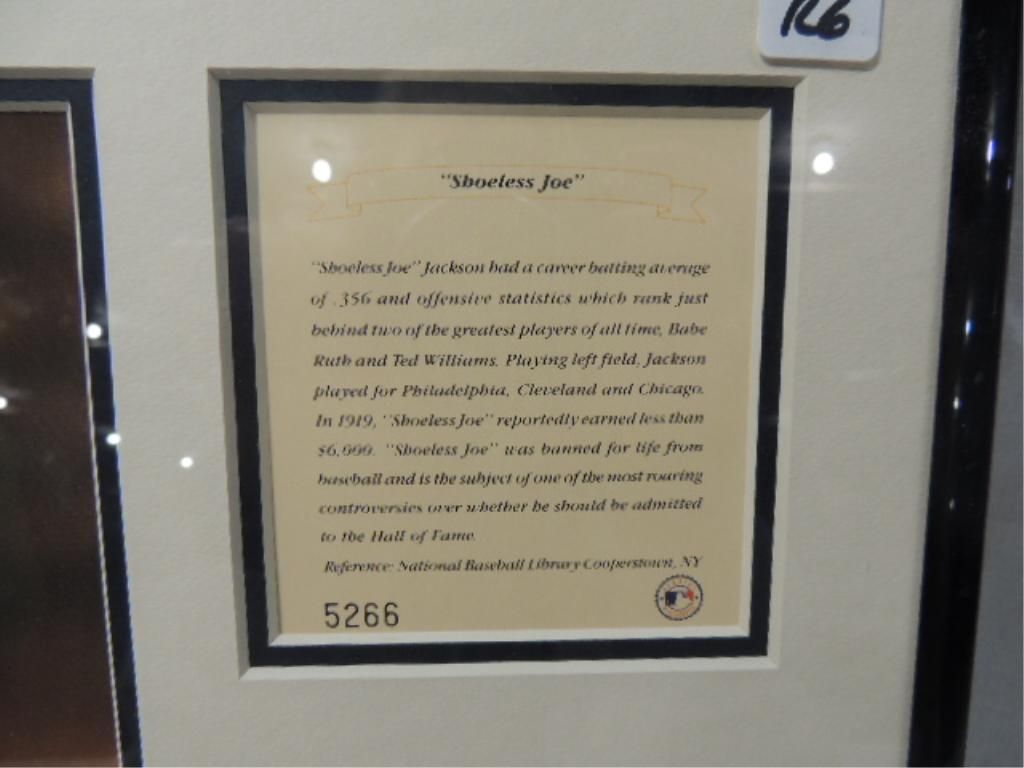 R6
"Shoeless Joe"
"Shoeless Joe" Jackson had a career batting average
of .356 and offensive statistics which rank just
behind two of the greatest players of all time, Babe
Ruth and Ted Williams. Playing left field, Jackson
played for Philadelphia, Cleveland and Chicago.
In 1919, "Shoeless Joe" reportedly earned less than
$6,000. "Shoeless Joe" was banned for life from
baseball and is the subject of one of the most roaring
controversies over whether he should be admitted
to the Hall of Fame.
Reference: National Baseball Library Cooperstown, NY
5266